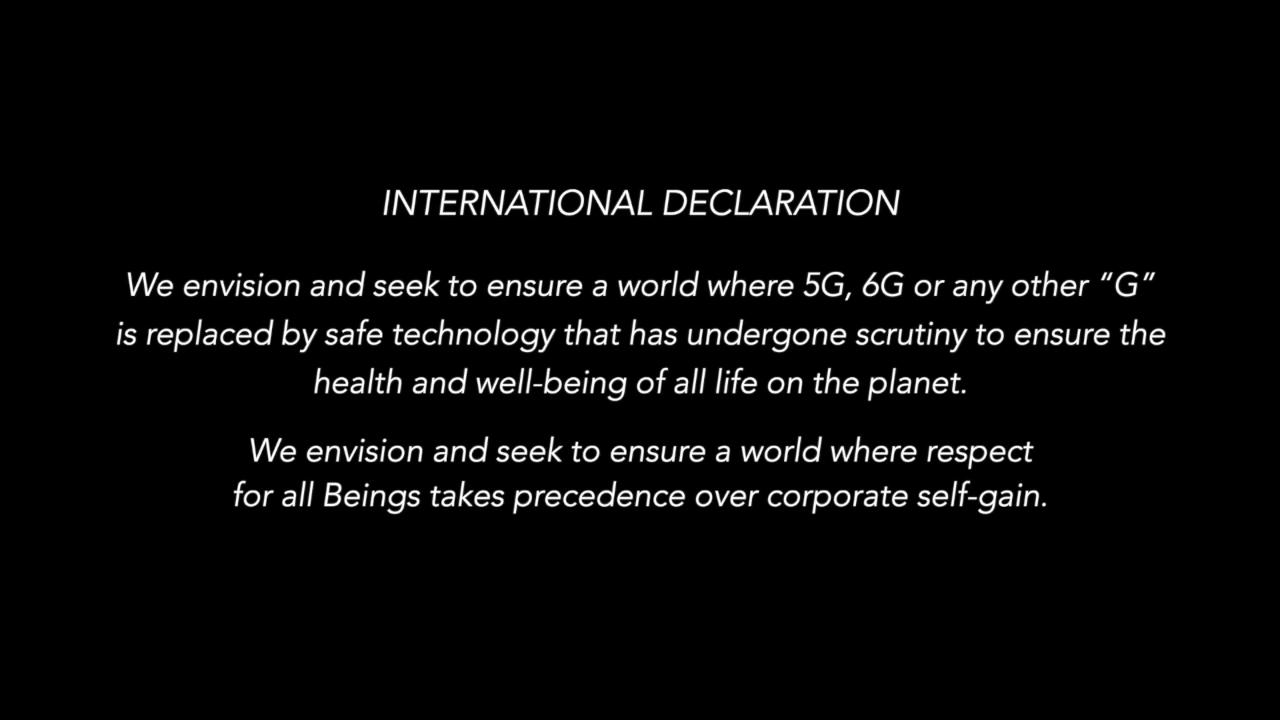 INTERNATIONAL DECLARATION
We envision and seek to ensure a world where 5G, 6G or any other “G”
is replaced by safe technology that has undergone scrutiny to ensure the
health and well-being of all life on the planet.
We envision and seek to ensure a world where respect
for all Beings takes precedence over corporate self-gain.